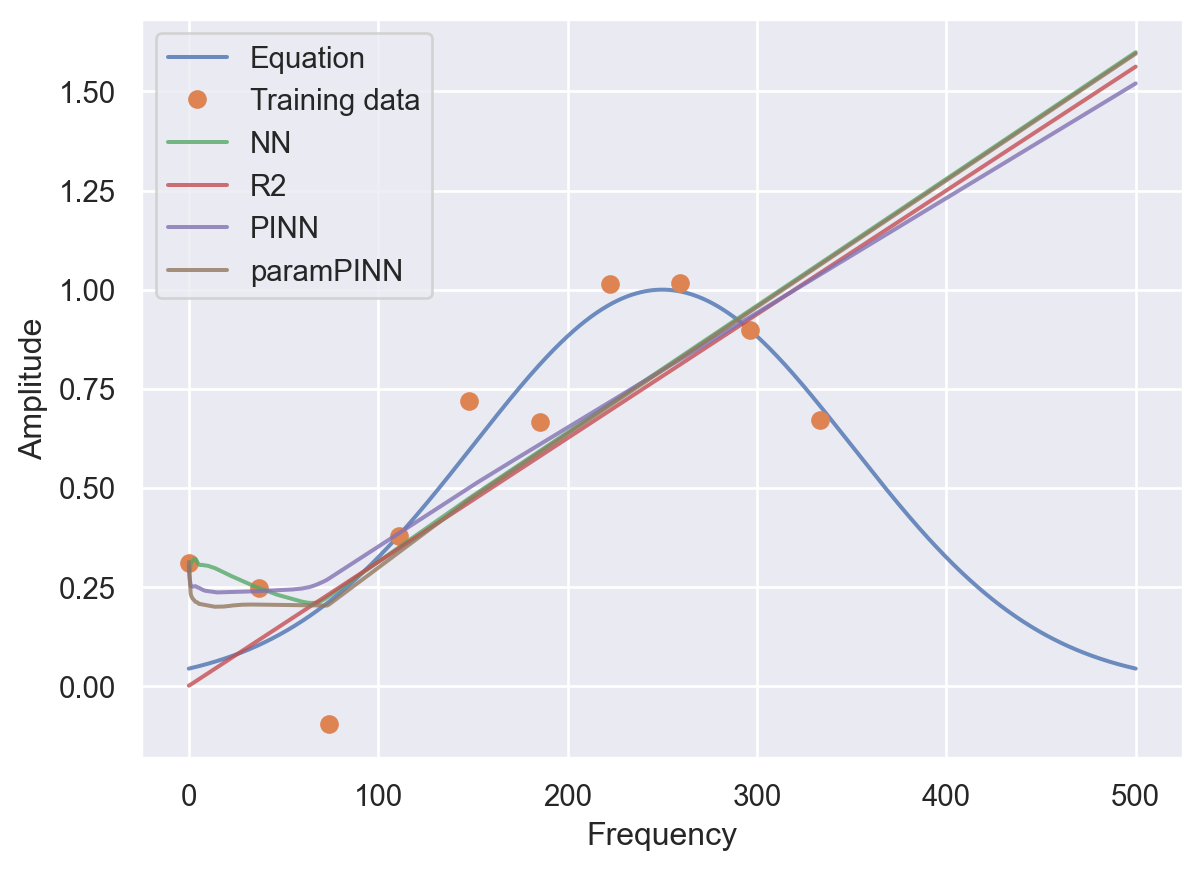 Equation
Training data
NN
R2
PINN
paramPINN
1.50
1.25
1.00
0.75
0.50
0.25
0.00
Amplitude
0 100 200 300 400 500
Frequency